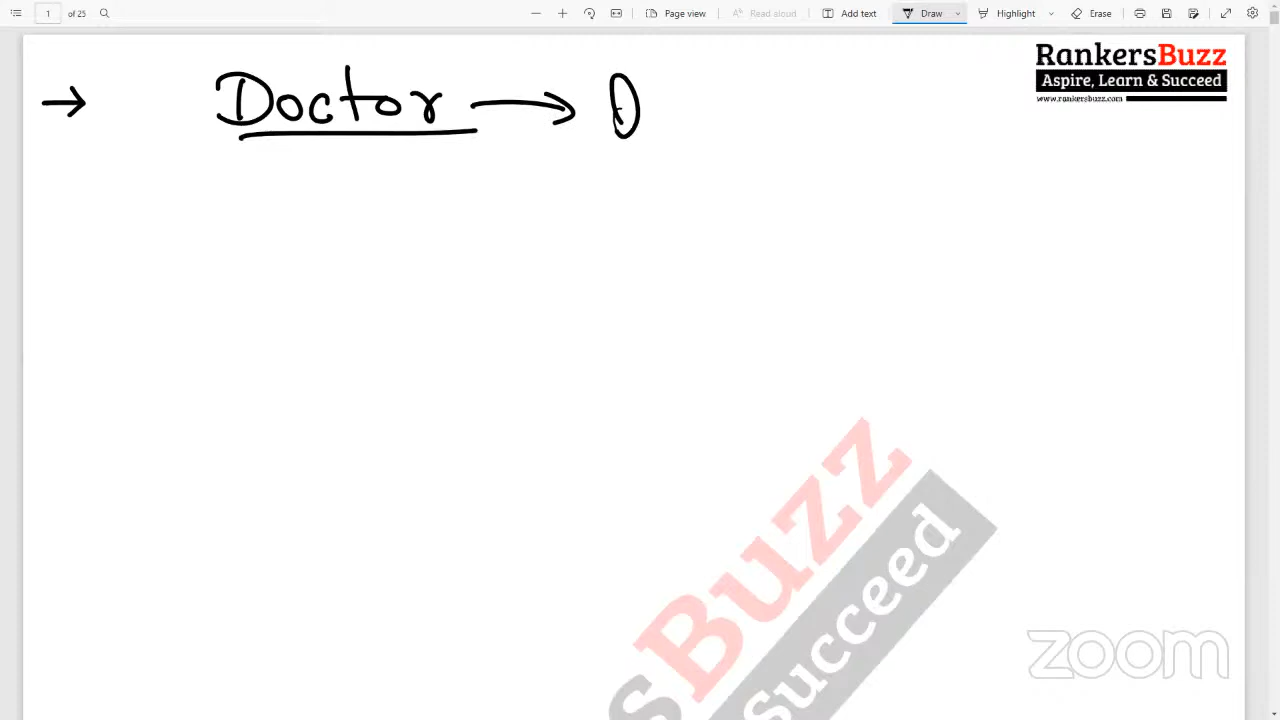 1 of 25 Page view Read aloud Add text Draw Highlight Erase
RankersBuzz
Aspire, Learn & Succeed
www.rankersbuzz.com
→ Doctor →
sBuzz
succeed
zoom